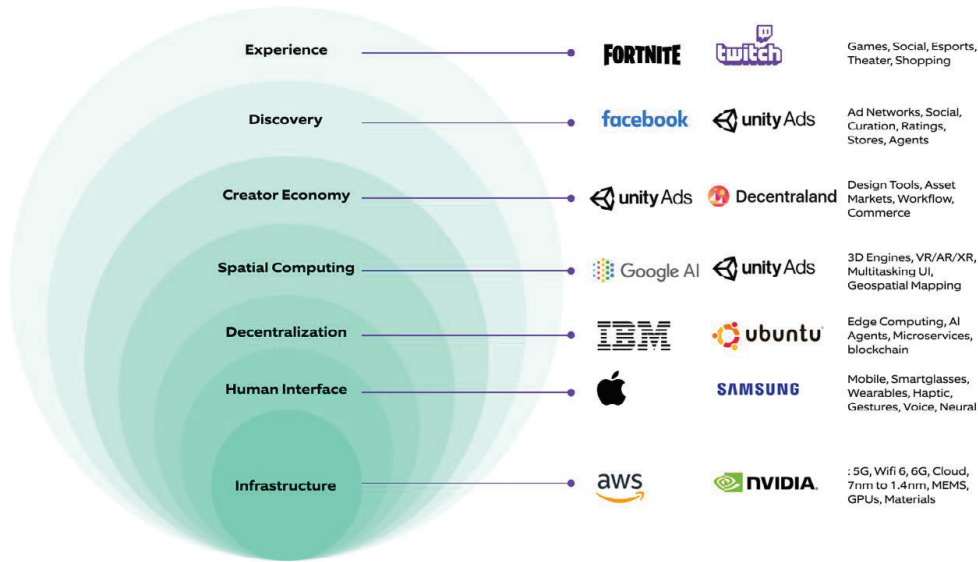 Experience
FORTNITE
twitch
Games, Social, Esports,
Theater, Shopping
Discovery
facebook
unity Ads
Ad Networks, Social,
Curation, Ratings,
Stores, Agents
Creator Economy
unity Ads
Decentraland
Design Tools, Asset
Markets, Workflow,
Commerce
Spatial Computing
Google AI
unity Ads
3D Engines, VR/AR/XR,
Multitasking UI,
Geospatial Mapping
Decentralization
IBM
ubuntu
Edge Computing, AI
Agents, Microservices,
blockchain
Human Interface
SAMSUNG
Mobile, Smartglasses,
Wearables, Haptic,
Gestures, Voice, Neural
Infrastructure
aws
NVIDIA.
: 5G, Wifi 6, 6G, Cloud,
7nm to 1.4nm, MEMS,
GPUs, Materials